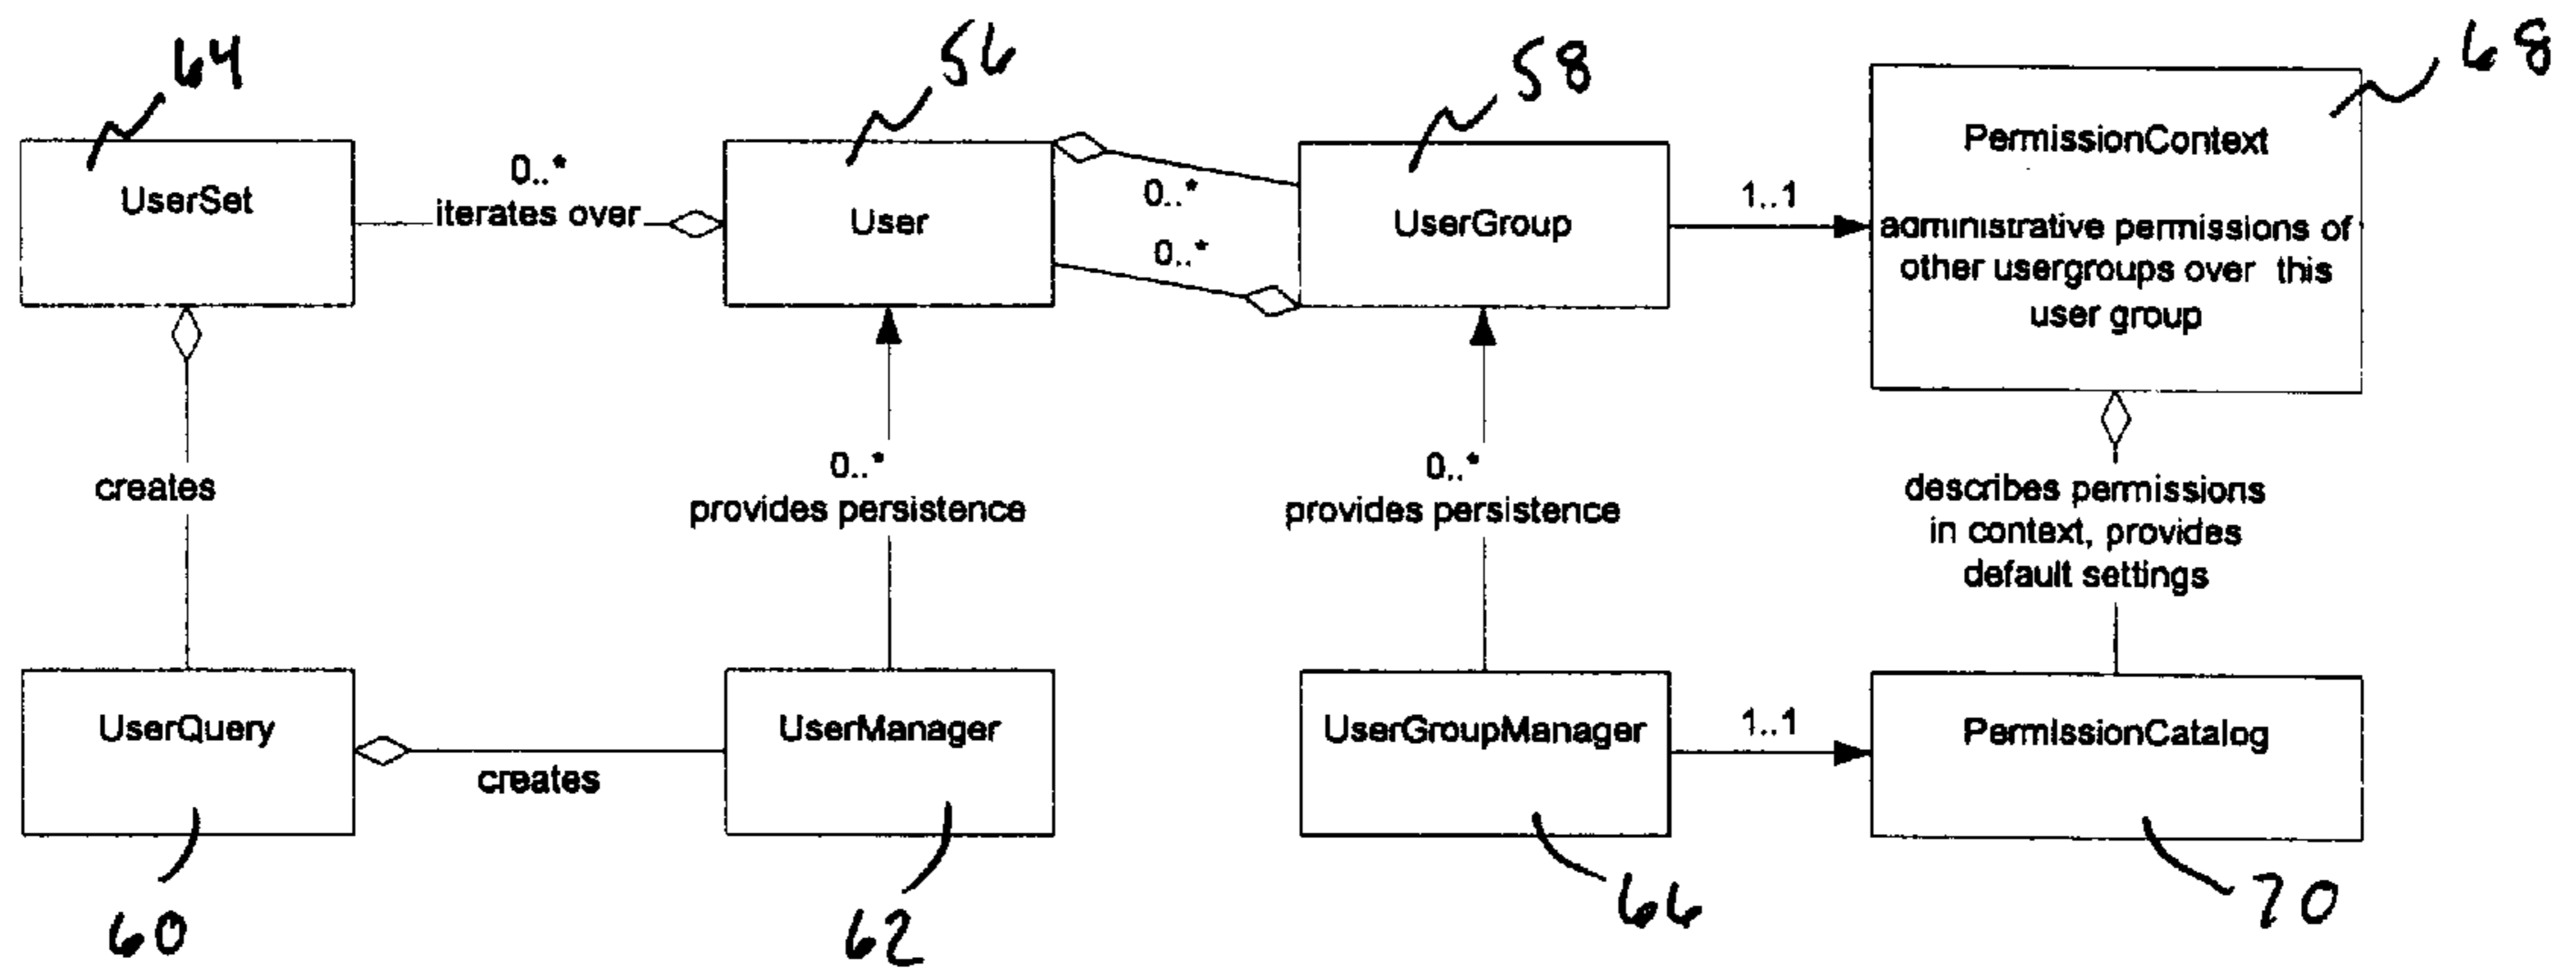 64
56
58
68
UserSet
0..*
iterates over
User
0..*
0..*
UserGroup
1..1
PermissionContext
administrative permissions of
other usergroups over this
user group
creates
0..*
provides persistence
0..*
provides persistence
describes permissions
in context, provides
default settings
UserQuery
creates
UserManager
UserGroupManager
1..1
PermissionCatalog
60
62
66
70